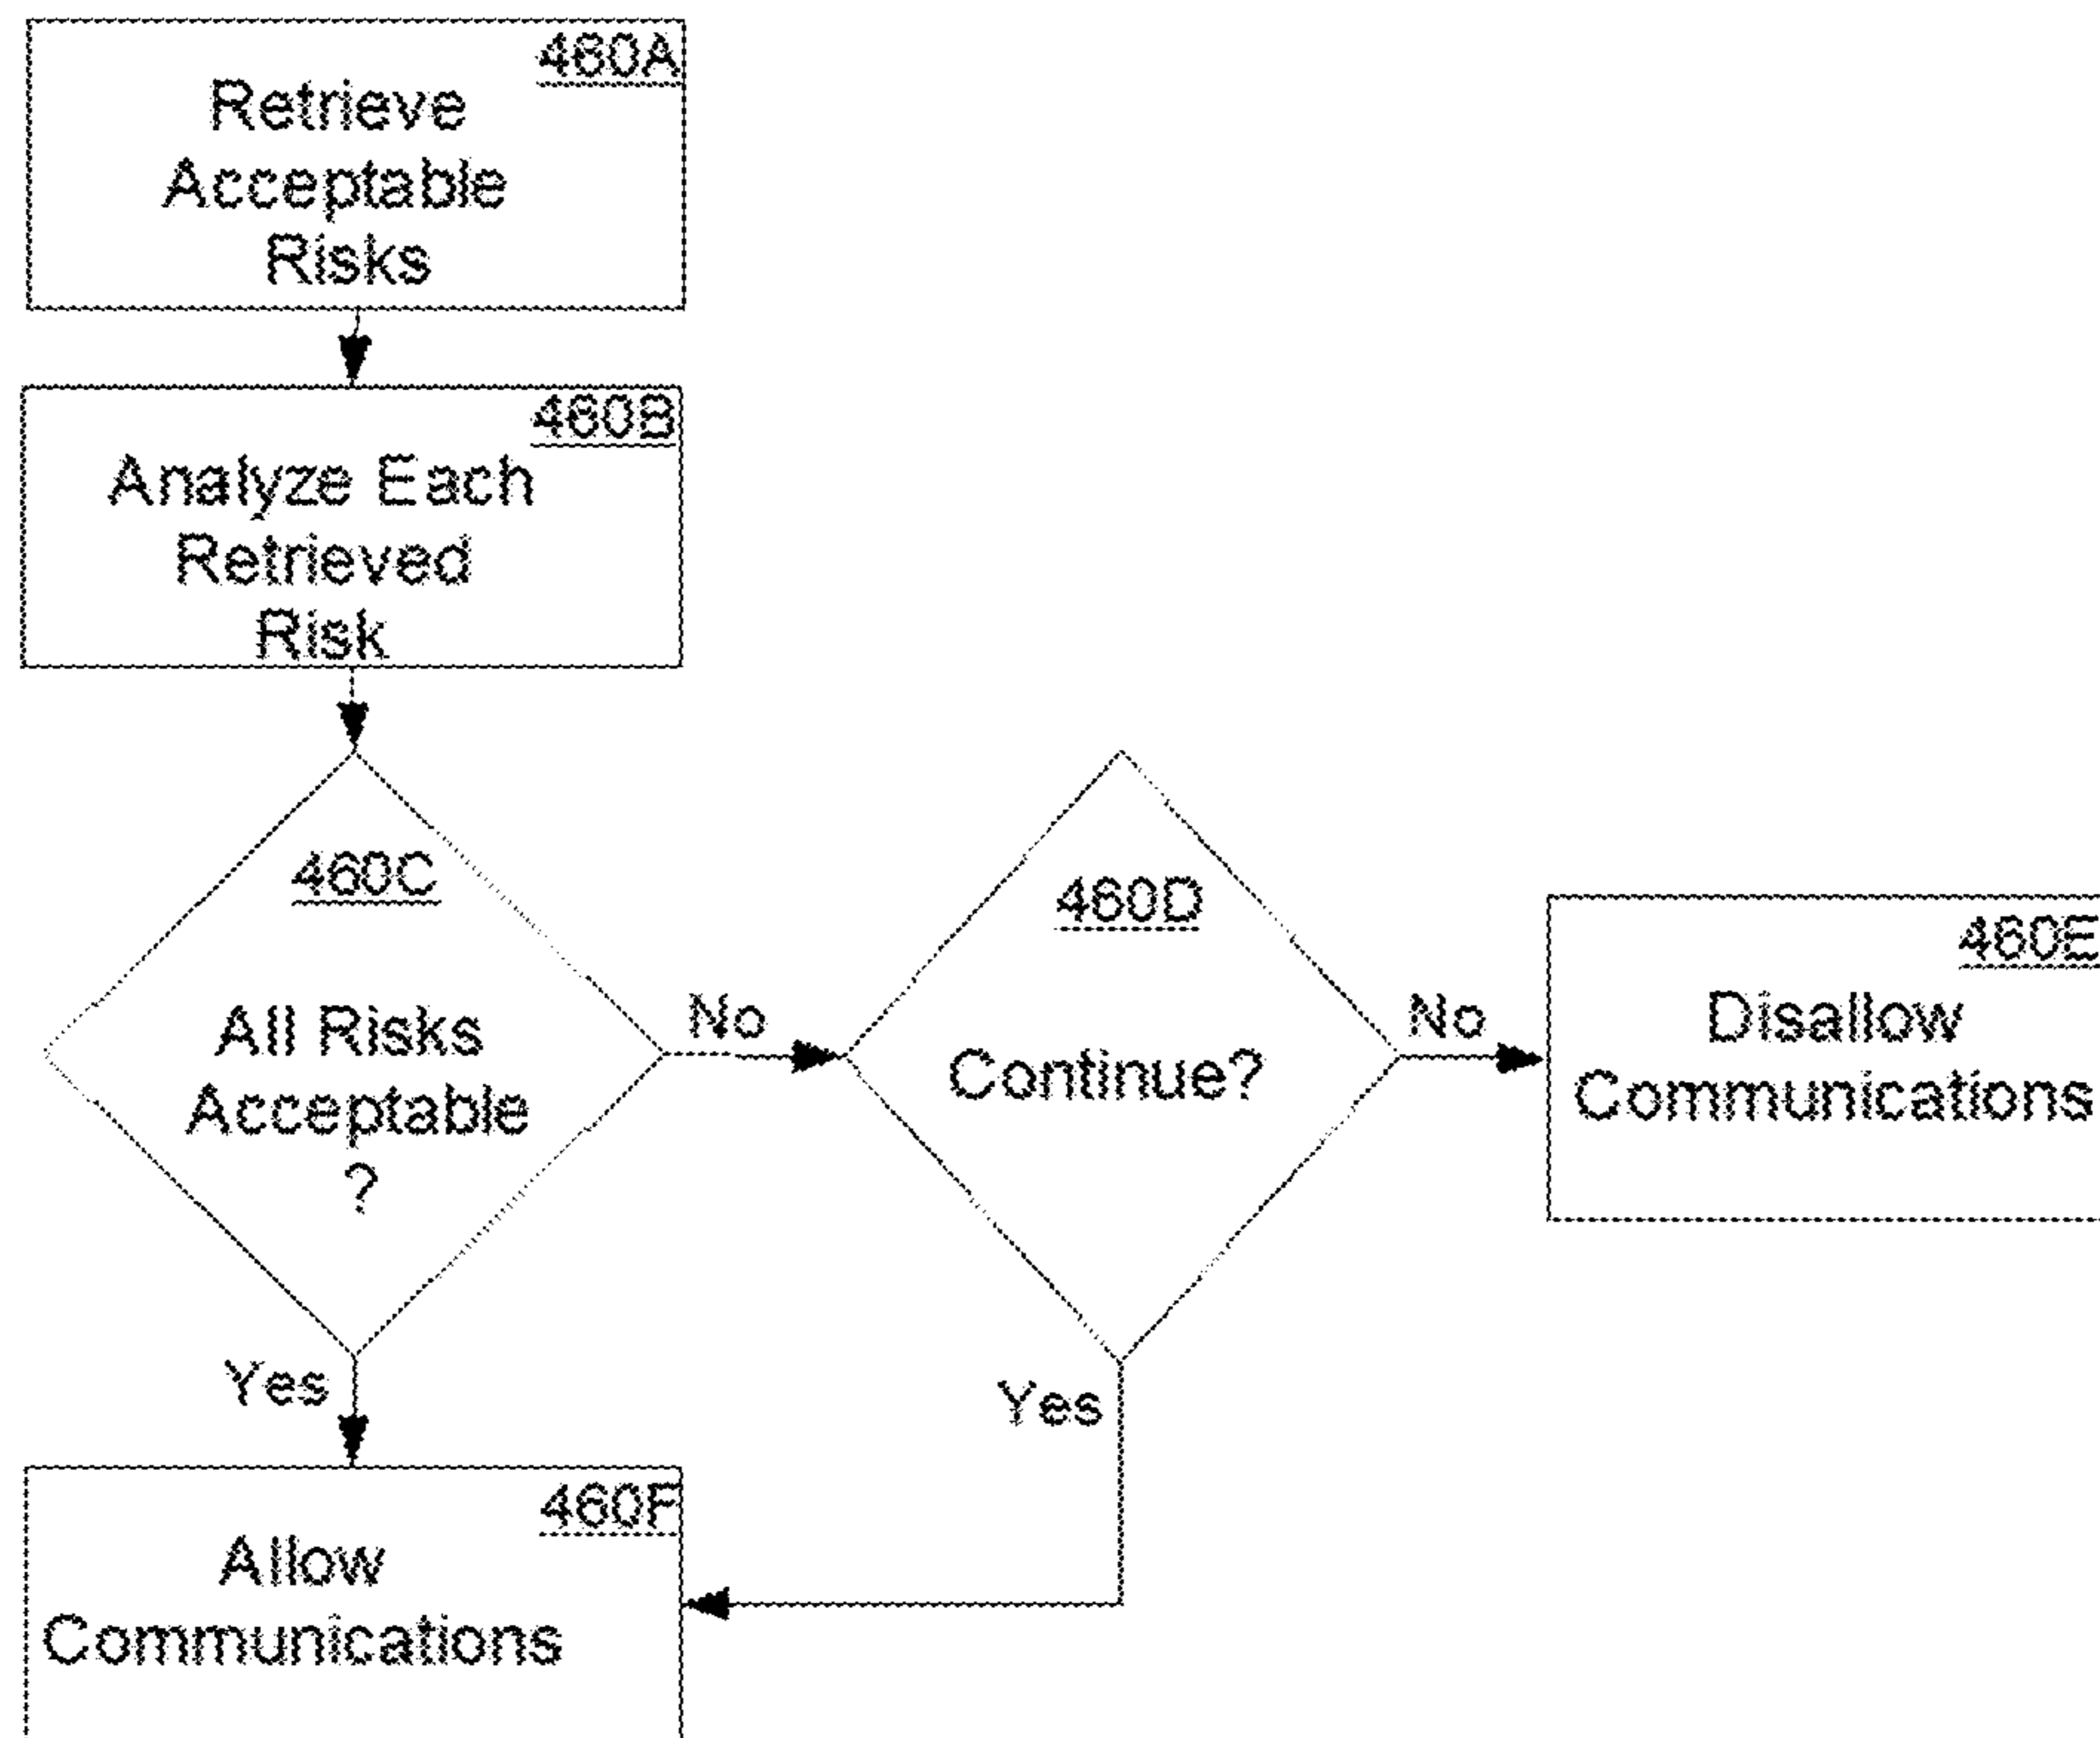 460A
Retrieve
Acceptable
Risks
460B
Analyze Each
Retrieved
Risk
460C
All Risks
Acceptable
?
No
460D
Continue?
No
460E
Disallow
Communications
Yes
Yes
460F
Allow
Communications